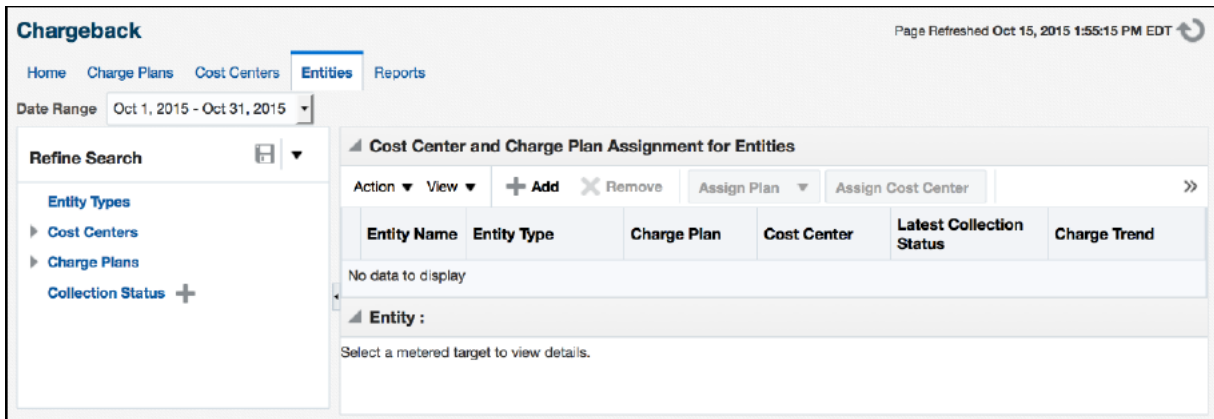 Chargeback
Page Refreshed Oct 15, 2015 1:55:15 PM EDT
Home Charge Plans Cost Centers Entities Reports
Date Range Oct 1, 2015 - Oct 31, 2015
Refine Search
Entity Types
Cost Centers
Charge Plans
Collection Status
Cost Center and Charge Plan Assignment for Entities
Action View Add Remove Assign Plan Assign Cost Center
Entity Name Entity Type Charge Plan Cost Center Latest Collection Status Charge Trend
No data to display
Entity :
Select a metered target to view details.